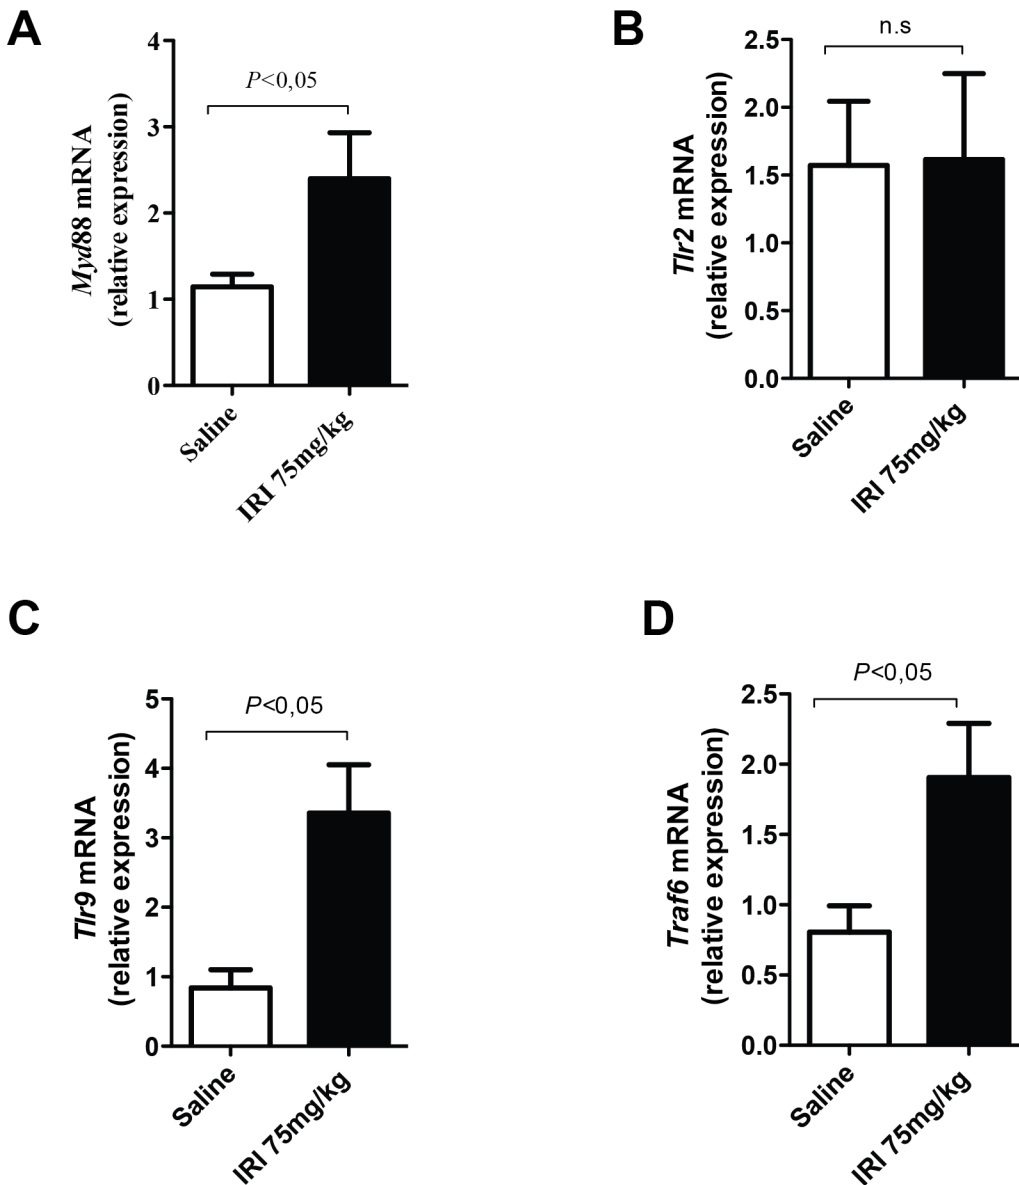 A
Myd88 mRNA
(relative expression)
4
3
2
1
0
P<0,05
Saline
IRI 75mg/kg
B
Tlr2 mRNA
(relative expression)
2.5
2.0
1.5
1.0
0.5
0.0
n.s
Saline
IRI 75mg/kg
C
Tlr9 mRNA
(relative expression)
5
4
3
2
1
0
P<0,05
Saline
IRI 75mg/kg
D
Traf6 mRNA
(relative expression)
2.5
2.0
1.5
1.0
0.5
0.0
P<0,05
Saline
IRI 75mg/kg